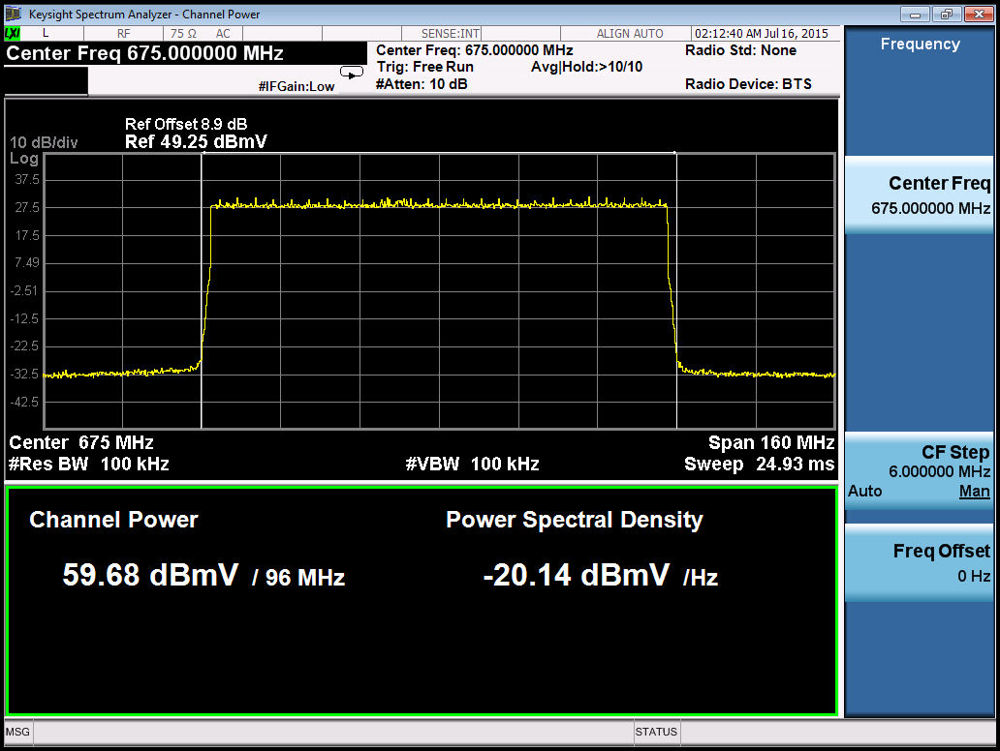 Keysight Spectrum Analyzer - Channel Power
LXI L RF 75 Ω AC SENSE:INT ALIGN AUTO 02:12:40 AM Jul 16, 2015
Center Freq 675.000000 MHz
Center Freq: 675.000000 MHz
Radio Std: None
Trig: Free Run Avg|Hold:>10/10
#IFGain:Low
#Atten: 10 dB
Radio Device: BTS
Ref Offset 8.9 dB
10 dB/div Ref 49.25 dBmV
Log
37.5
27.5
17.5
7.49
-2.51
-12.5
-22.5
-32.5
-42.5
Center 675 MHz Span 160 MHz
#Res BW 100 kHz #VBW 100 kHz Sweep 24.93 ms
Channel Power Power Spectral Density
59.68 dBmV / 96 MHz -20.14 dBmV /Hz
MSG STATUS
Frequency
Center Freq
675.000000 MHz
CF Step
6.000000 MHz
Auto Man
Freq Offset
0 Hz